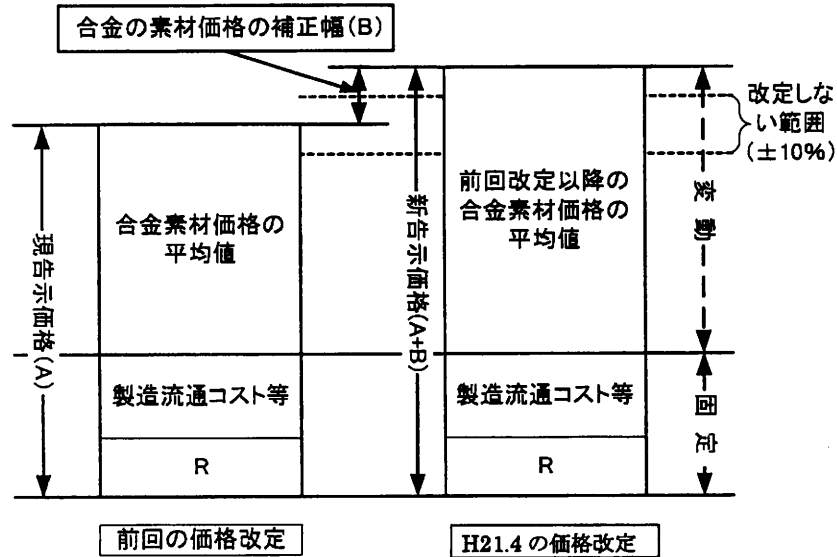 合金の素材価格の補正幅(B)
改定しな
い範囲
(±10%)
現告示価格(A)
合金素材価格の
平均値
製造流通コスト等
R
新告示価格(A+B)
前回改定以降の
合金素材価格の
平均値
製造流通コスト等
R
変動
固定
前回の価格改定
H21.4 の価格改定